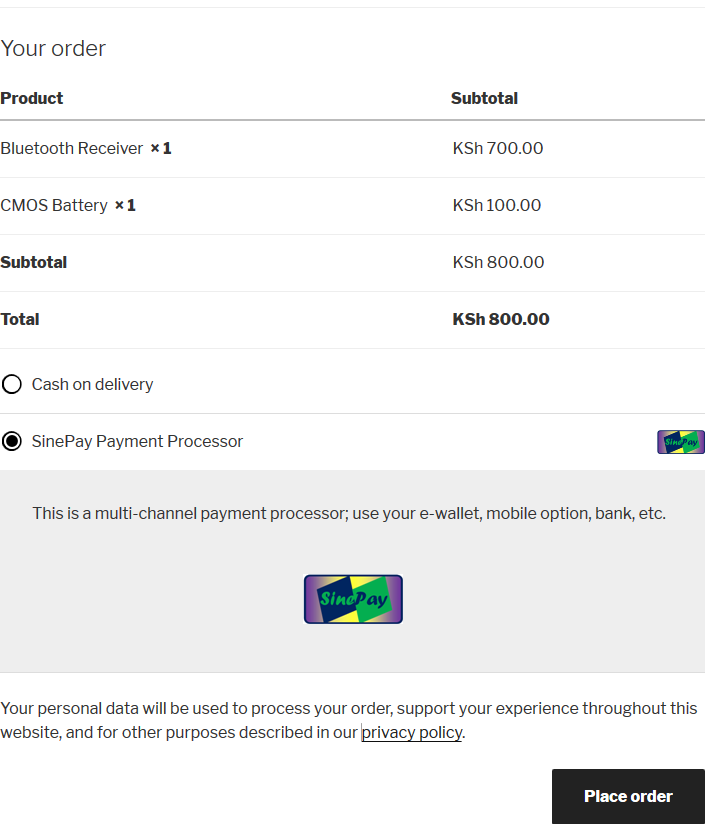 Your order
Product Subtotal
Bluetooth Receiver × 1 KSh 700.00
CMOS Battery × 1 KSh 100.00
Subtotal KSh 800.00
Total KSh 800.00
Cash on delivery
SinePay Payment Processor SinePay
This is a multi-channel payment processor; use your e-wallet, mobile option, bank, etc.
SinePay
Your personal data will be used to process your order, support your experience throughout this
website, and for other purposes described in our privacy policy.
Place order